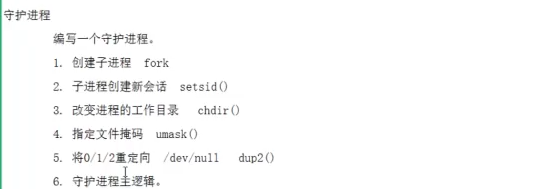 守护进程
编写一个守护进程。
1. 创建子进程 fork
2. 子进程创建新会话 setsid()
3. 改变进程的工作目录 chdir()
4. 指定文件掩码 umask()
5. 将0/1/2重定向 /dev/null dup2()
6. 守护进程主逻辑。